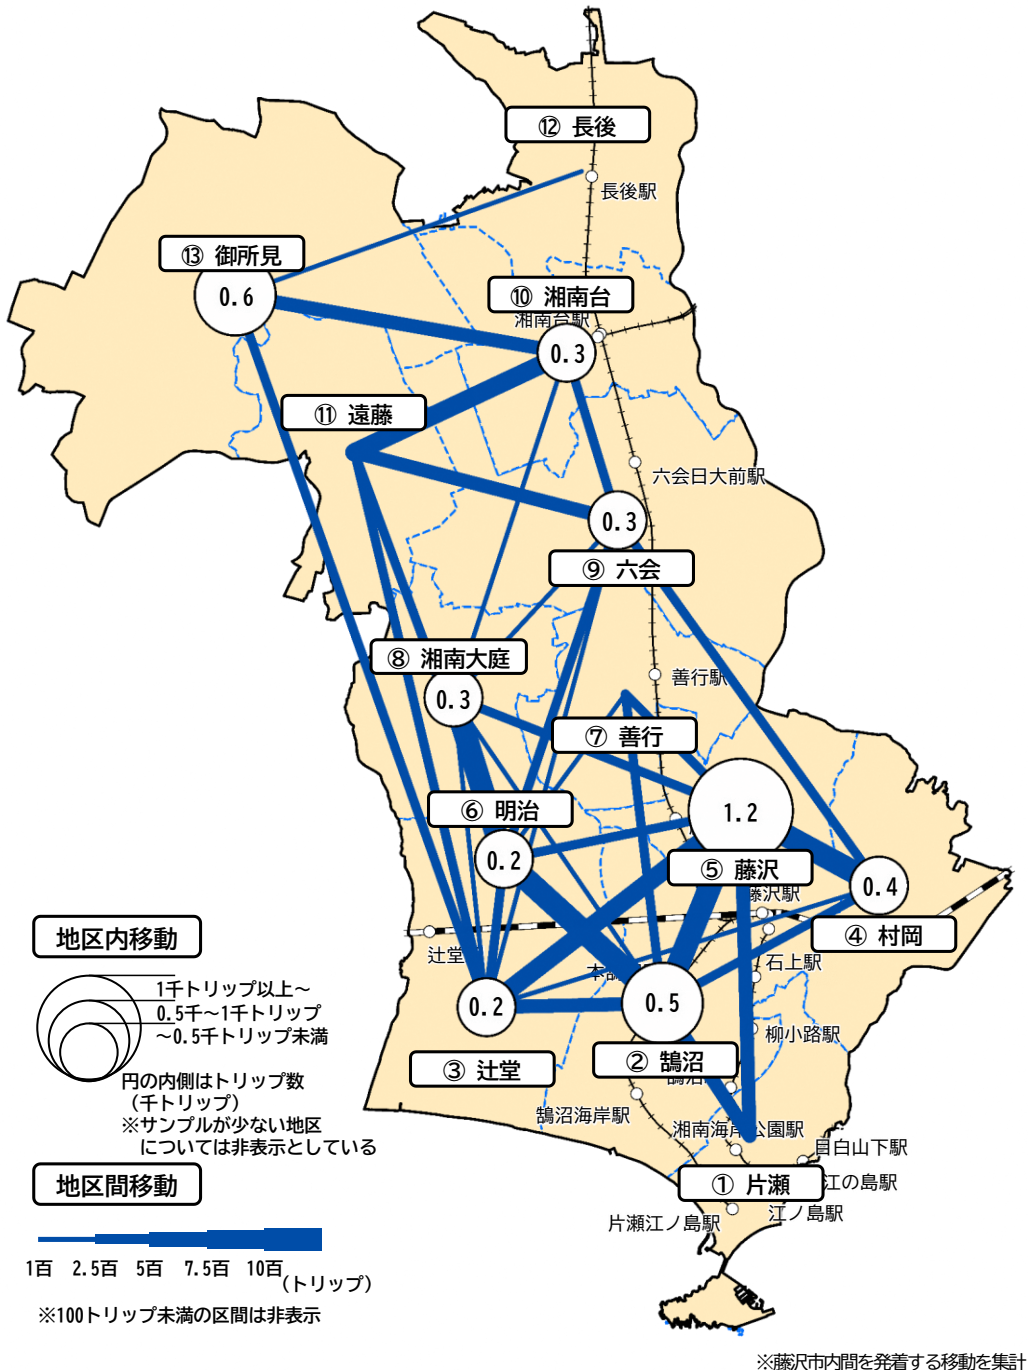 ⑫ 長後
長後駅
⑬ 御所見
0.6
⑩ 湘南台
湘南台駅
0.3
⑪ 遠藤
六会日大前駅
0.3
⑨ 六会
⑧ 湘南大庭
0.3
善行駅
⑦ 善行
⑥ 明治
1.2
0.2
⑤ 藤沢
0.4
藤沢駅
④ 村岡
辻堂
石上駅
0.2
0.5
柳小路駅
③ 辻堂
② 鵠沼
鵠沼海岸駅
湘南海岸公園駅
目白山下駅
① 片瀬
江の島駅
片瀬江ノ島駅
江ノ島駅
地区内移動
1千トリップ以上~
0.5千~1千トリップ
~0.5千トリップ未満
円の内側はトリップ数
(千トリップ)
※サンプルが少ない地区
については非表示としている
地区間移動
1百 2.5百 5百 7.5百 10百
(トリップ)
※100トリップ未満の区間は非表示
※藤沢市内間を発着する移動を集計